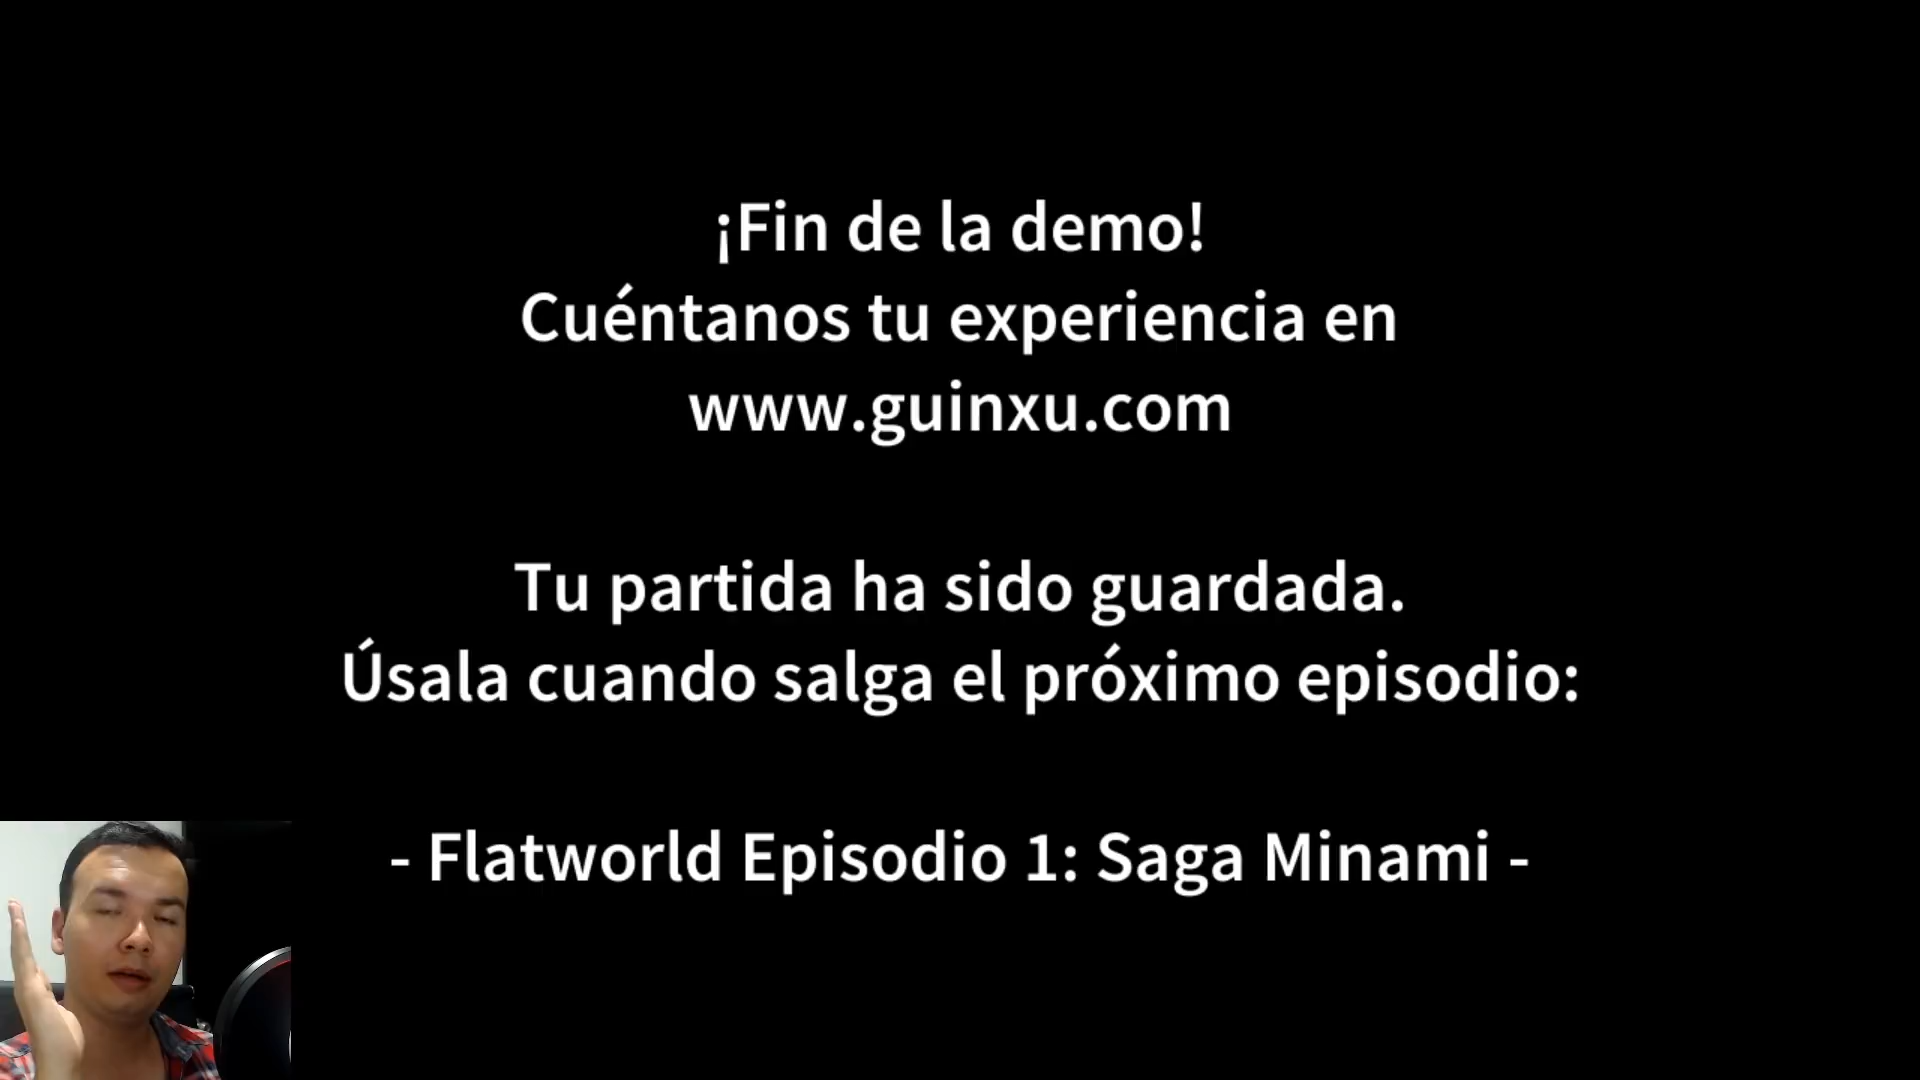 ¡Fin de la demo!
Cuéntanos tu experiencia en
www.guinxu.com
Tu partida ha sido guardada.
Úsala cuando salga el próximo episodio:
- Flatworld Episodio 1: Saga Minami -